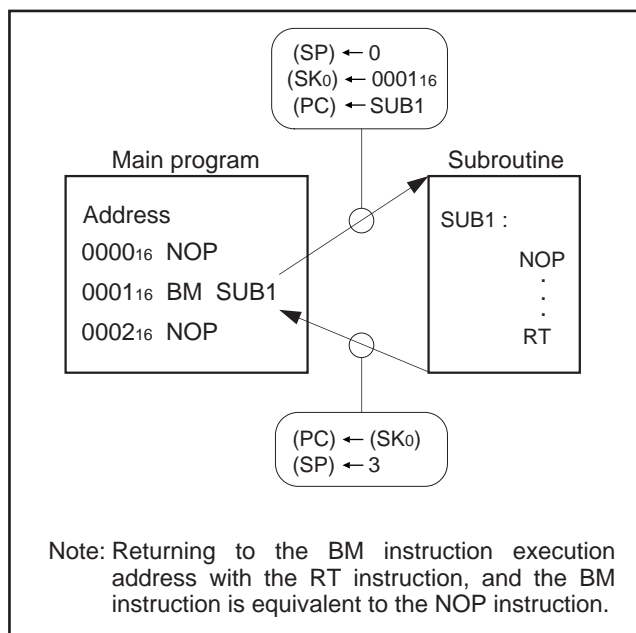 (SP) ← 0
(SK₀) ← 0001₁₆
(PC) ← SUB1
Main program
Subroutine
Address
0000₁₆ NOP
0001₁₆ BM SUB1
0002₁₆ NOP
SUB1 :
NOP
·
·
·
RT
(PC) ← (SK₀)
(SP) ← 3
Note: Returning to the BM instruction execution
address with the RT instruction, and the BM
instruction is equivalent to the NOP instruction.